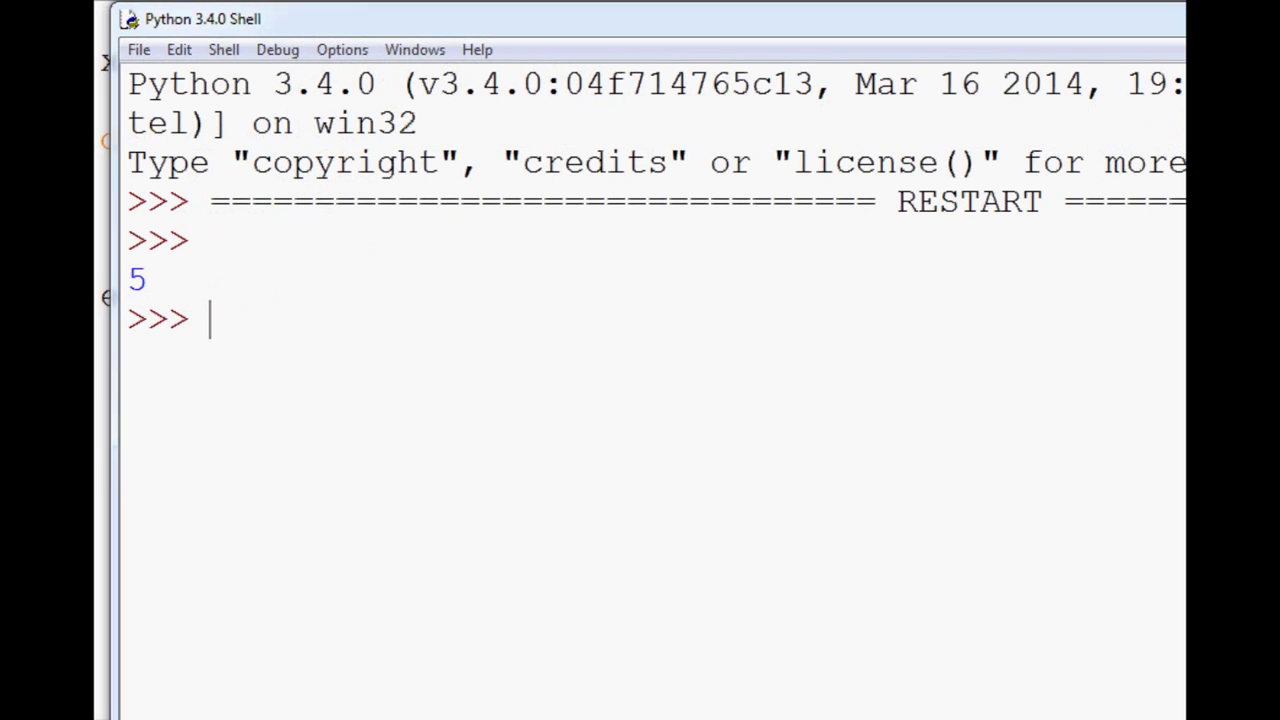 Python 3.4.0 Shell
File Edit Shell Debug Options Windows Help
Python 3.4.0 (v3.4.0:04f714765c13, Mar 16 2014, 19:
tel)] on win32
Type "copyright", "credits" or "license()" for more
>>> ================================ RESTART ======
>>>
5
>>>